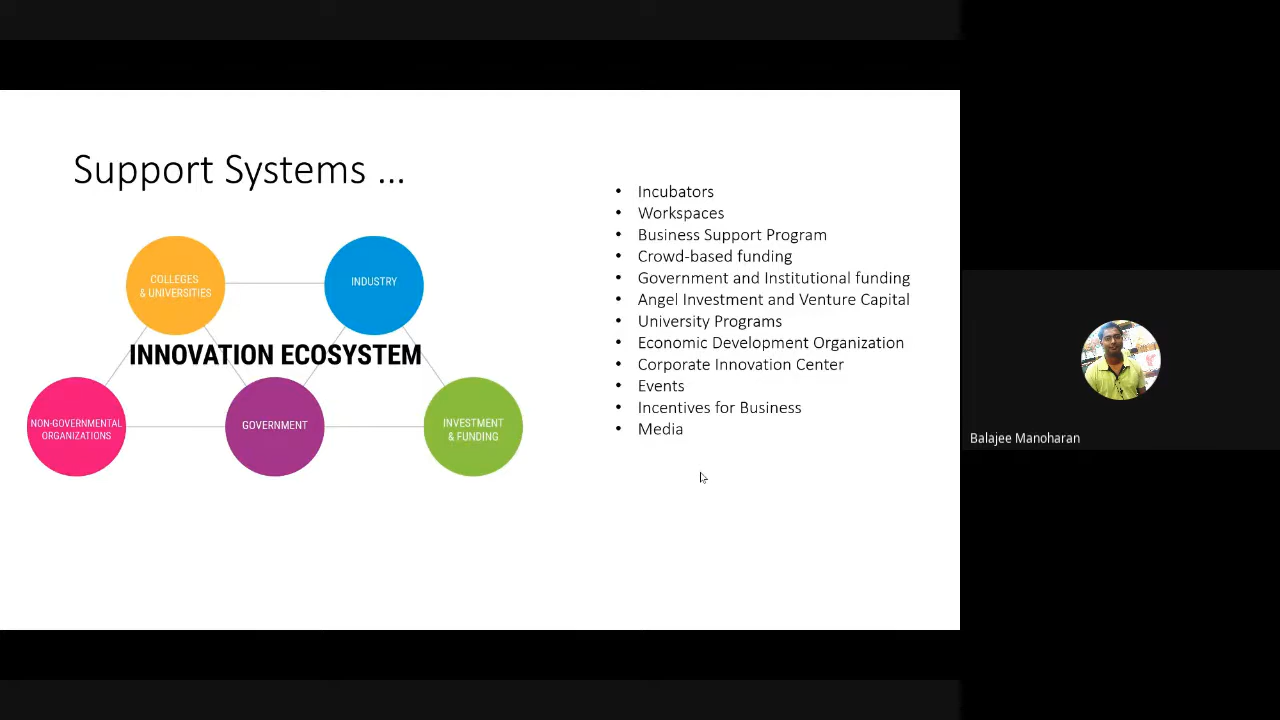 Support Systems ...
COLLEGES
& UNIVERSITIES
INDUSTRY
INNOVATION ECOSYSTEM
NON-GOVERNMENTAL
ORGANIZATIONS
GOVERNMENT
INVESTMENT
& FUNDING
• Incubators
• Workspaces
• Business Support Program
• Crowd-based funding
• Government and Institutional funding
• Angel Investment and Venture Capital
• University Programs
• Economic Development Organization
• Corporate Innovation Center
• Events
• Incentives for Business
• Media
Balajee Manoharan